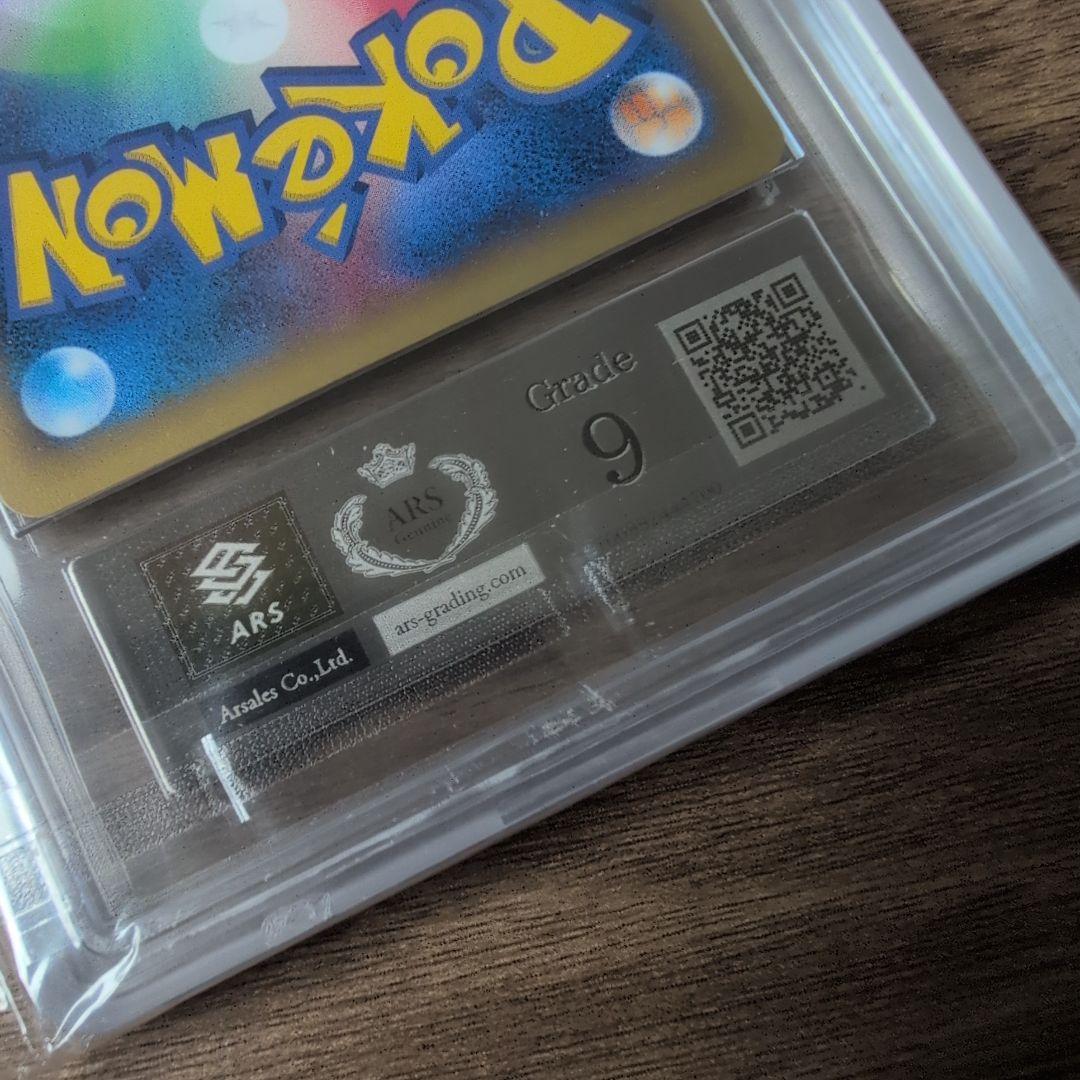 Pokémon
Grade
9
ARS
Genuine
ARS
ars-grading.com
Arsales Co.,Ltd.